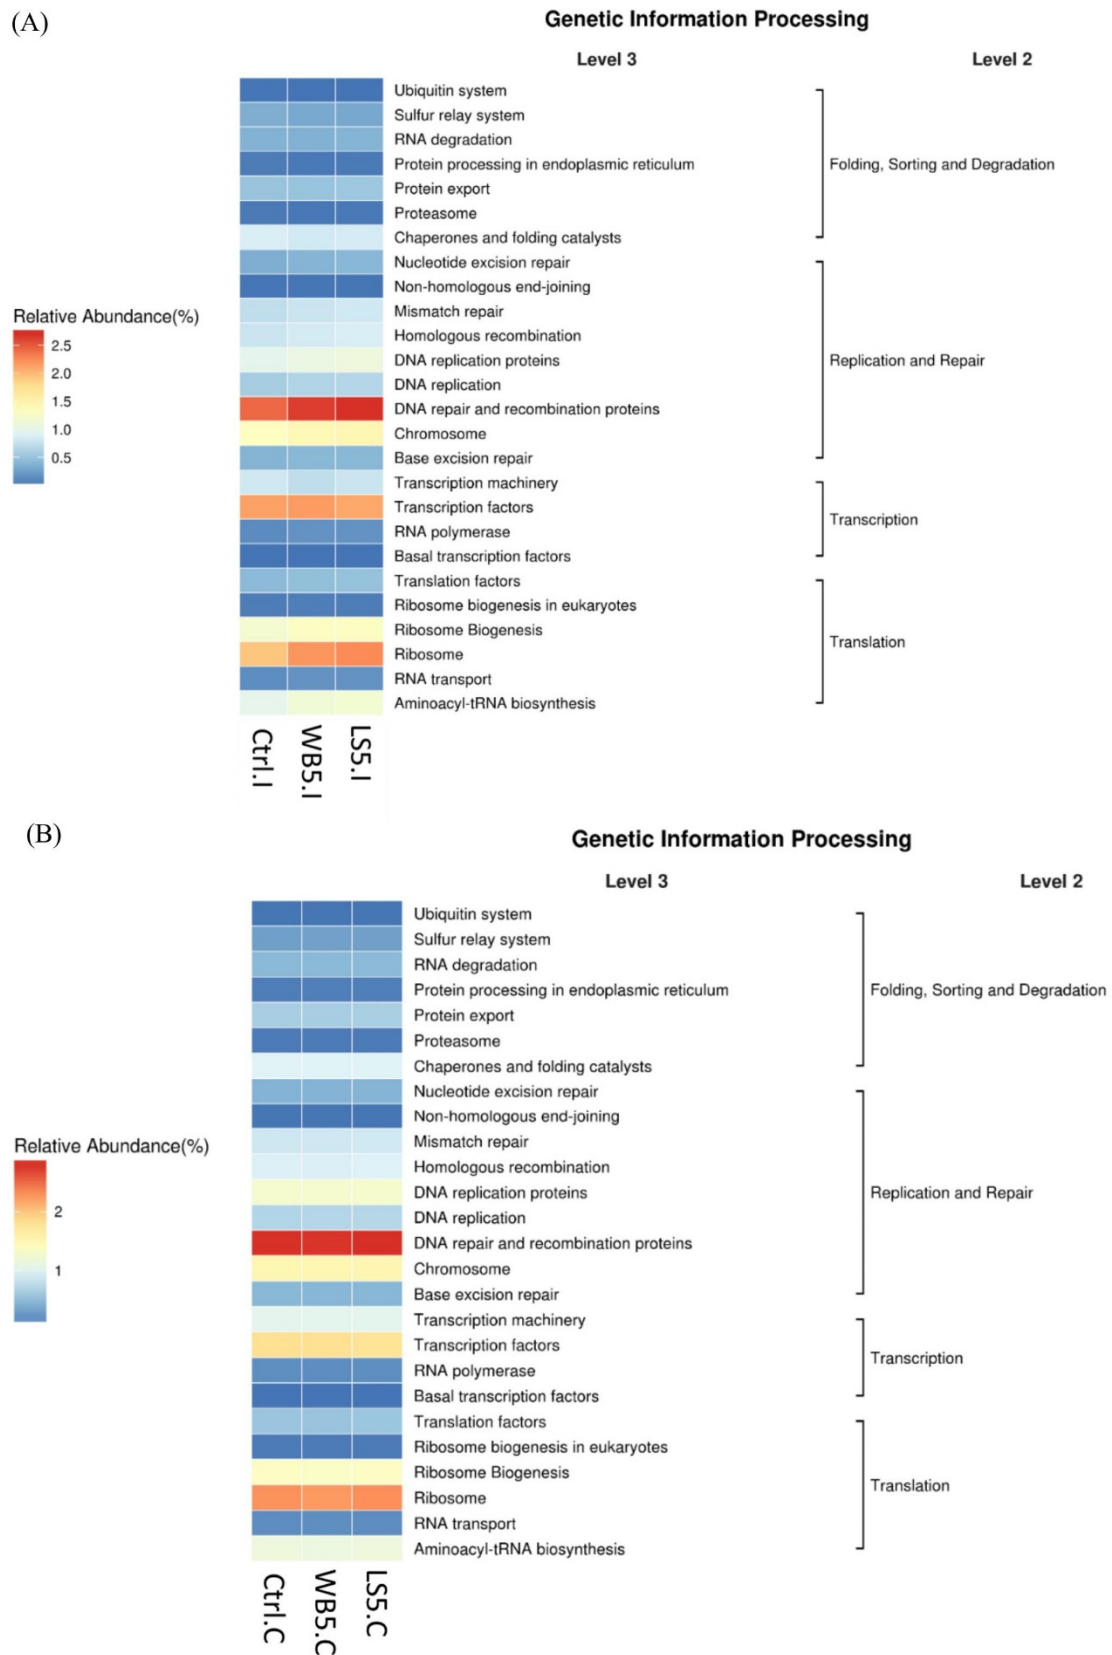 (A)
Genetic Information Processing
Level 3
Level 2
Ubiquitin system
Sulfur relay system
RNA degradation
Protein processing in endoplasmic reticulum
Protein export
Proteasome
Chaperones and folding catalysts
Nucleotide excision repair
Non-homologous end-joining
Mismatch repair
Homologous recombination
DNA replication proteins
DNA replication
DNA repair and recombination proteins
Chromosome
Base excision repair
Transcription machinery
Transcription factors
RNA polymerase
Basal transcription factors
Translation factors
Ribosome biogenesis in eukaryotes
Ribosome Biogenesis
Ribosome
RNA transport
Aminoacyl-tRNA biosynthesis
Folding, Sorting and Degradation
Replication and Repair
Transcription
Translation
Relative Abundance(%)
2.5
2.0
1.5
1.0
0.5
Ctrl.I
WB5.I
LS5.I
(B)
Genetic Information Processing
Level 3
Level 2
Ubiquitin system
Sulfur relay system
RNA degradation
Protein processing in endoplasmic reticulum
Protein export
Proteasome
Chaperones and folding catalysts
Nucleotide excision repair
Non-homologous end-joining
Mismatch repair
Homologous recombination
DNA replication proteins
DNA replication
DNA repair and recombination proteins
Chromosome
Base excision repair
Transcription machinery
Transcription factors
RNA polymerase
Basal transcription factors
Translation factors
Ribosome biogenesis in eukaryotes
Ribosome Biogenesis
Ribosome
RNA transport
Aminoacyl-tRNA biosynthesis
Folding, Sorting and Degradation
Replication and Repair
Transcription
Translation
Relative Abundance(%)
2
1
Ctrl.C
WB5.C
LS5.C